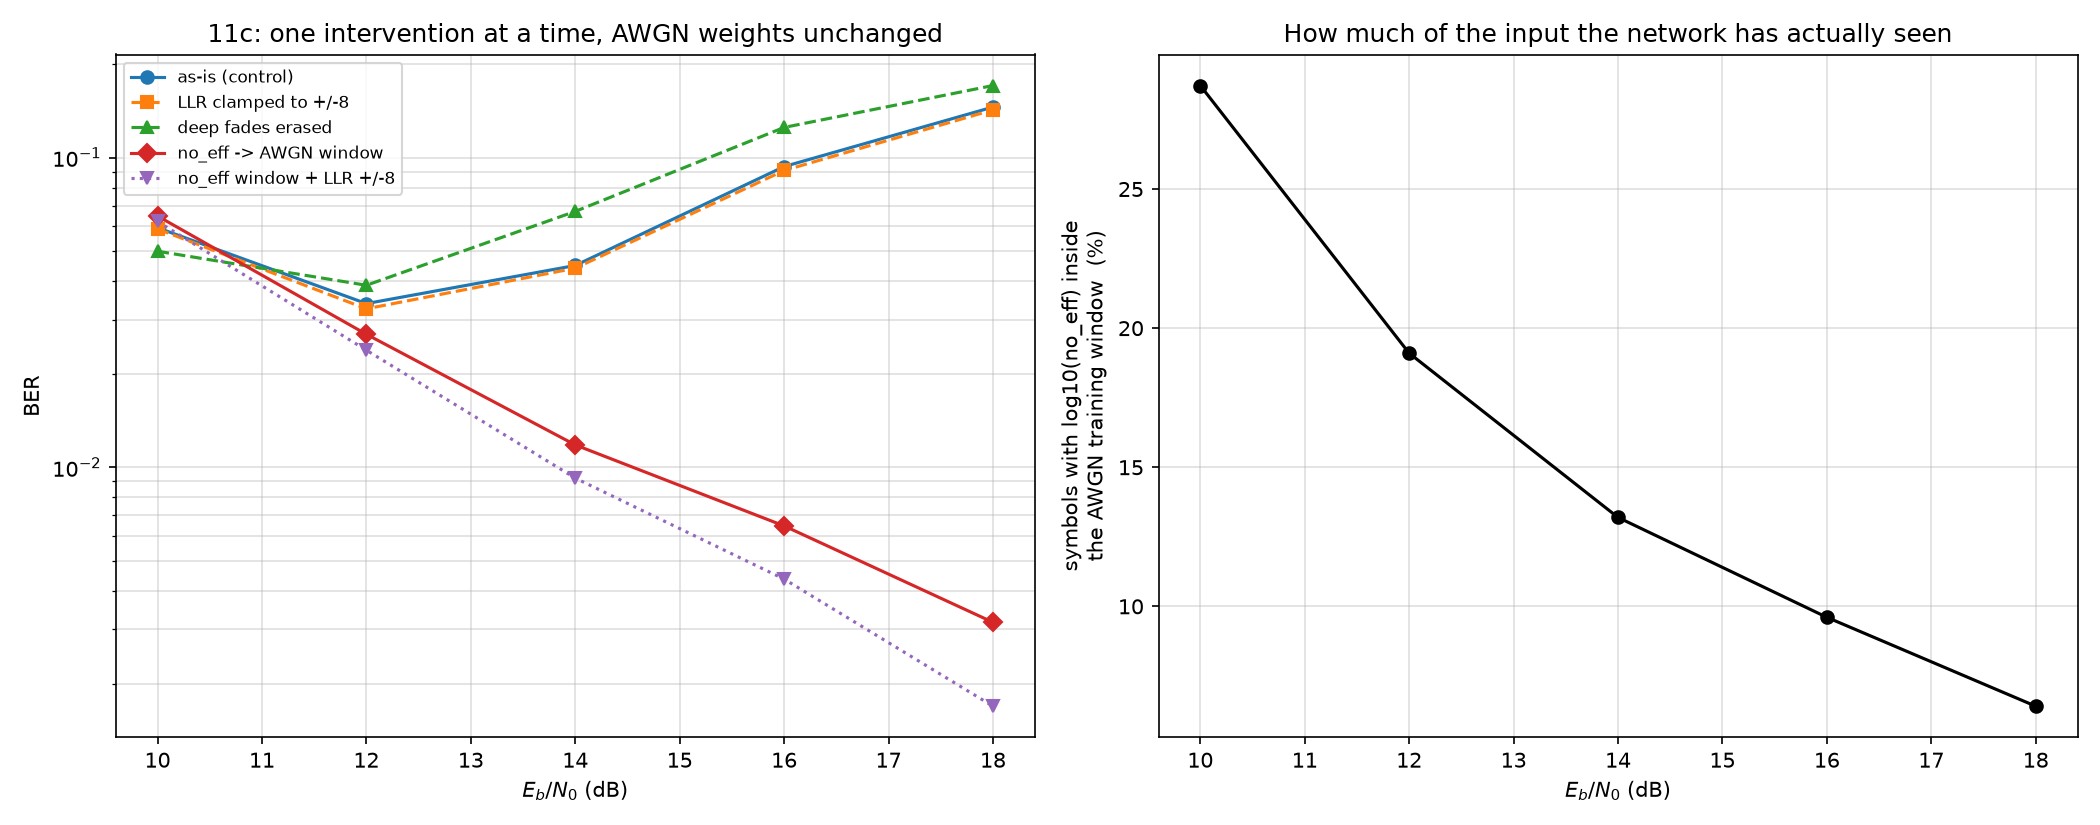 11c: one intervention at a time, AWGN weights unchanged
as-is (control)
LLR clamped to +/-8
deep fades erased
no_eff -> AWGN window
no_eff window + LLR +/-8
10⁻¹
10⁻²
BER
10 11 12 13 14 15 16 17 18
E_b/N_0 (dB)
How much of the input the network has actually seen
symbols with log10(no_eff) inside
the AWGN training window (%)
25
20
15
10
10 11 12 13 14 15 16 17 18
E_b/N_0 (dB)